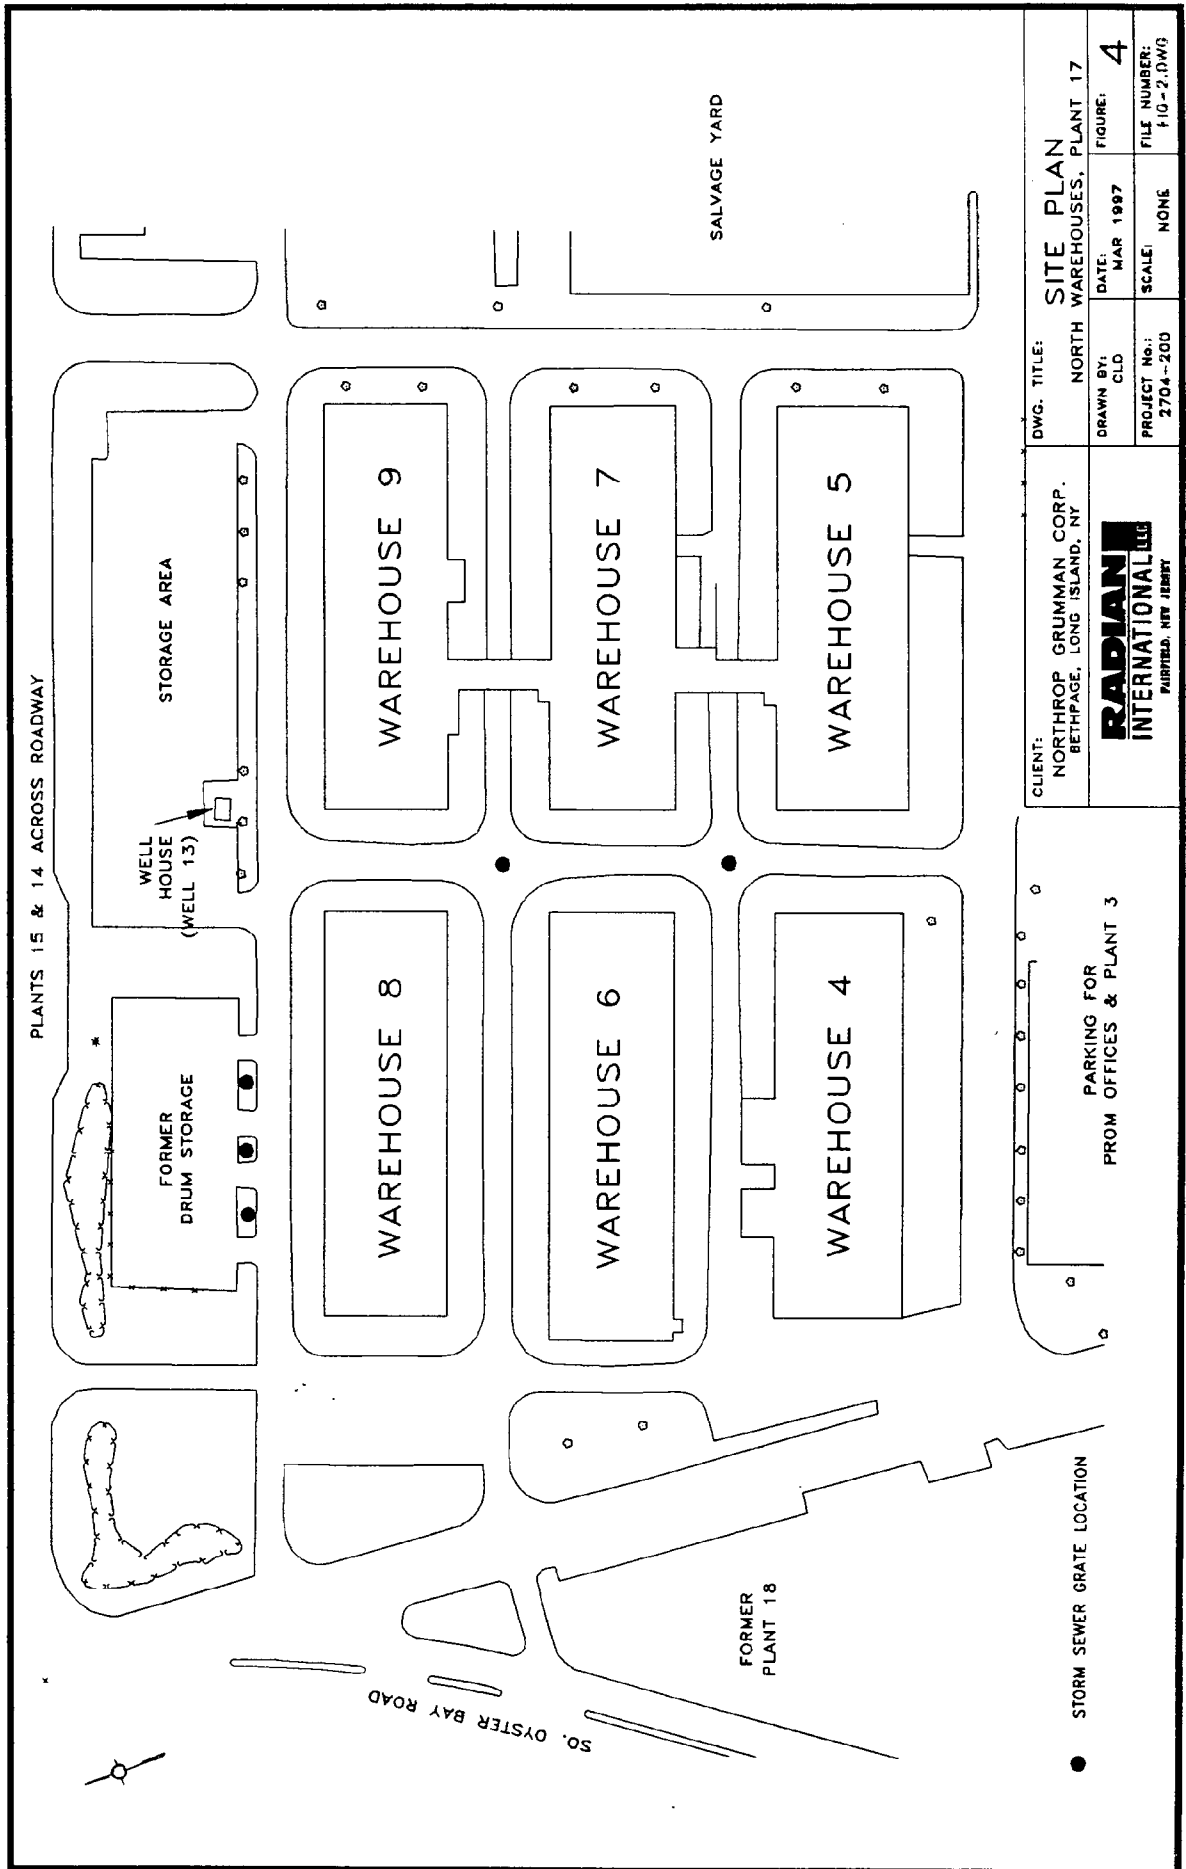 PLANTS 15 & 14 ACROSS ROADWAY
FORMER
DRUM STORAGE
WELL
HOUSE
(WELL 13)
STORAGE AREA
WAREHOUSE 8
WAREHOUSE 9
WAREHOUSE 6
WAREHOUSE 7
WAREHOUSE 4
WAREHOUSE 5
SALVAGE YARD
SO. OYSTER BAY ROAD
FORMER
PLANT 18
PARKING FOR
PROM OFFICES & PLANT 3
STORM SEWER GRATE LOCATION
CLIENT:
NORTHROP GRUMMAN CORP.
BETHPAGE, LONG ISLAND, NY
RADIAN
INTERNATIONAL LLC
FAIRFIELD, NEW JERSEY
DWG. TITLE:
SITE PLAN
NORTH WAREHOUSES, PLANT 17
DRAWN BY:
CLD
DATE:
MAR 1997
FIGURE:
4
PROJECT No.:
2704-200
SCALE:
NONE
FILE NUMBER:
FIG-2.DWG